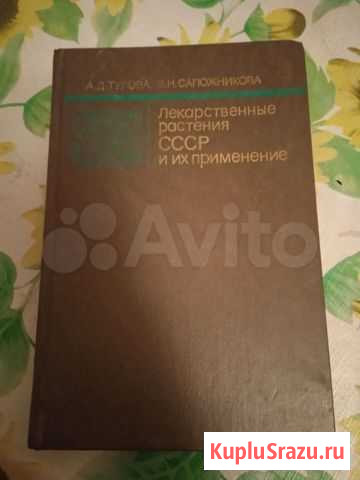 А.Д.ТУРОВА, Э.Н.САПОЖНИКОВА
Лекарственные
растения
СССР
и их применение
Avito
KupluSrazu.ru